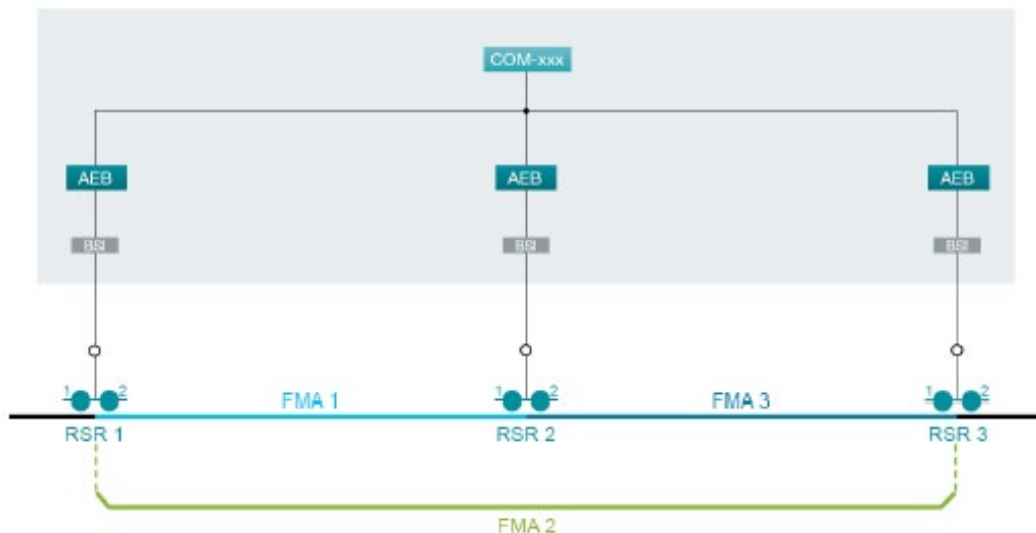 COM-xxx
AEB AEB AEB
BSI BSI BSI
1 2 FMA 1 1 2 FMA 3 1 2
RSR 1 RSR 2 RSR 3
FMA 2